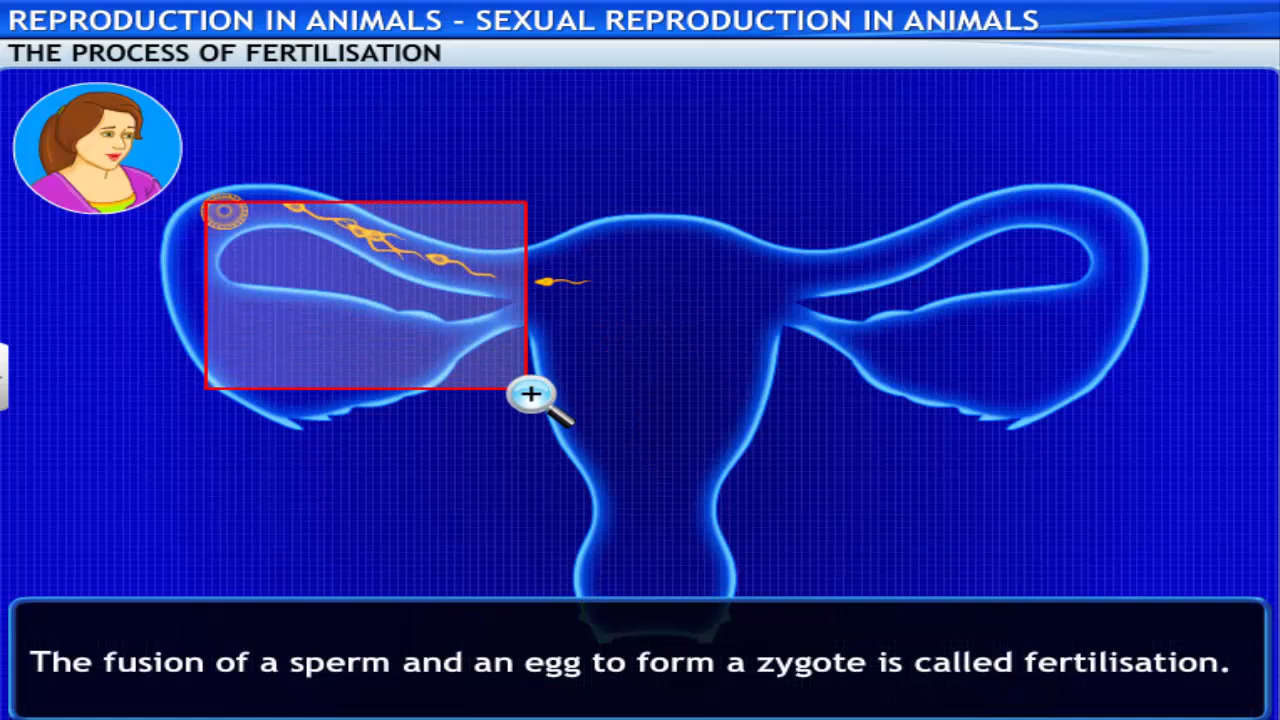 REPRODUCTION IN ANIMALS - SEXUAL REPRODUCTION IN ANIMALS
THE PROCESS OF FERTILISATION
The fusion of a sperm and an egg to form a zygote is called fertilisation.